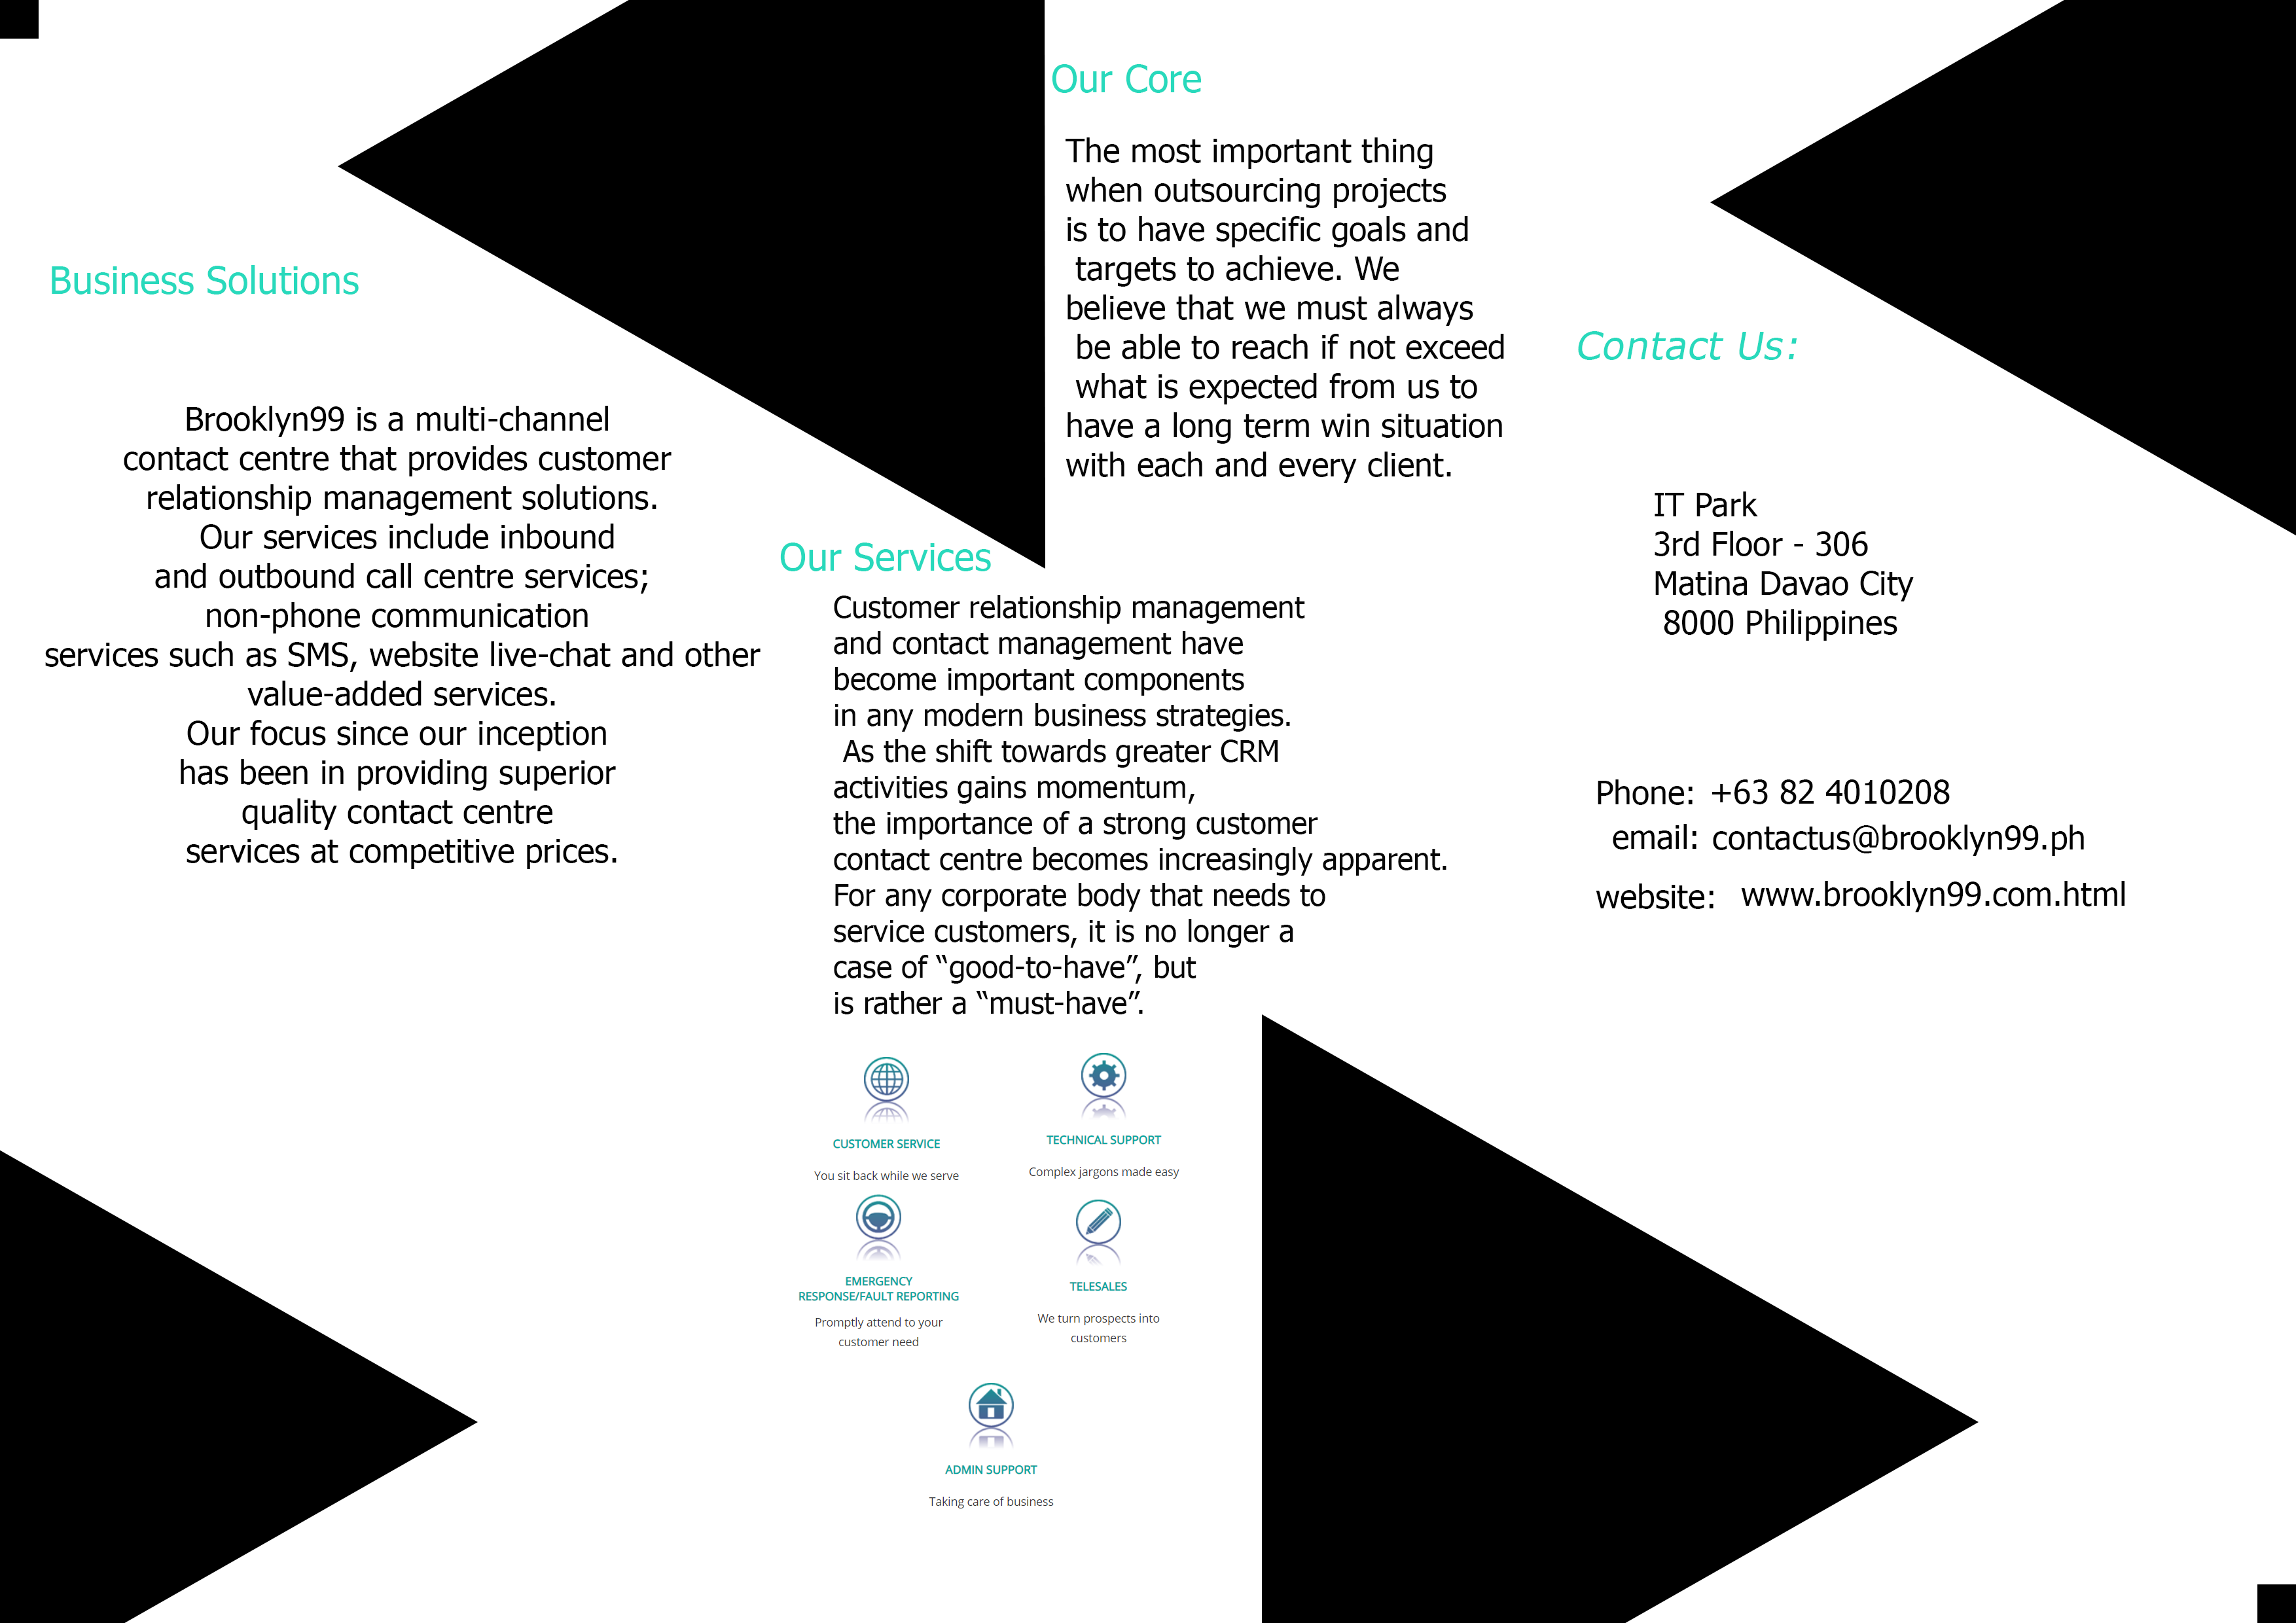 Business Solutions
Brooklyn99 is a multi-channel
contact centre that provides customer
relationship management solutions.
Our services include inbound
and outbound call centre services;
non-phone communication
services such as SMS, website live-chat and other
value-added services.
Our focus since our inception
has been in providing superior
quality contact centre
services at competitive prices.
Our Core
The most important thing
when outsourcing projects
is to have specific goals and
targets to achieve. We
believe that we must always
be able to reach if not exceed
what is expected from us to
have a long term win situation
with each and every client.
Our Services
Customer relationship management
and contact management have
become important components
in any modern business strategies.
As the shift towards greater CRM
activities gains momentum,
the importance of a strong customer
contact centre becomes increasingly apparent.
For any corporate body that needs to
service customers, it is no longer a
case of “good-to-have”, but
is rather a “must-have”.
CUSTOMER SERVICE
You sit back while we serve
TECHNICAL SUPPORT
Complex jargons made easy
EMERGENCY
RESPONSE/FAULT REPORTING
Promptly attend to your
customer need
TELESALES
We turn prospects into
customers
ADMIN SUPPORT
Taking care of business
Contact Us:
IT Park
3rd Floor - 306
Matina Davao City
8000 Philippines
Phone: +63 82 4010208
email: contactus@brooklyn99.ph
website: www.brooklyn99.com.html